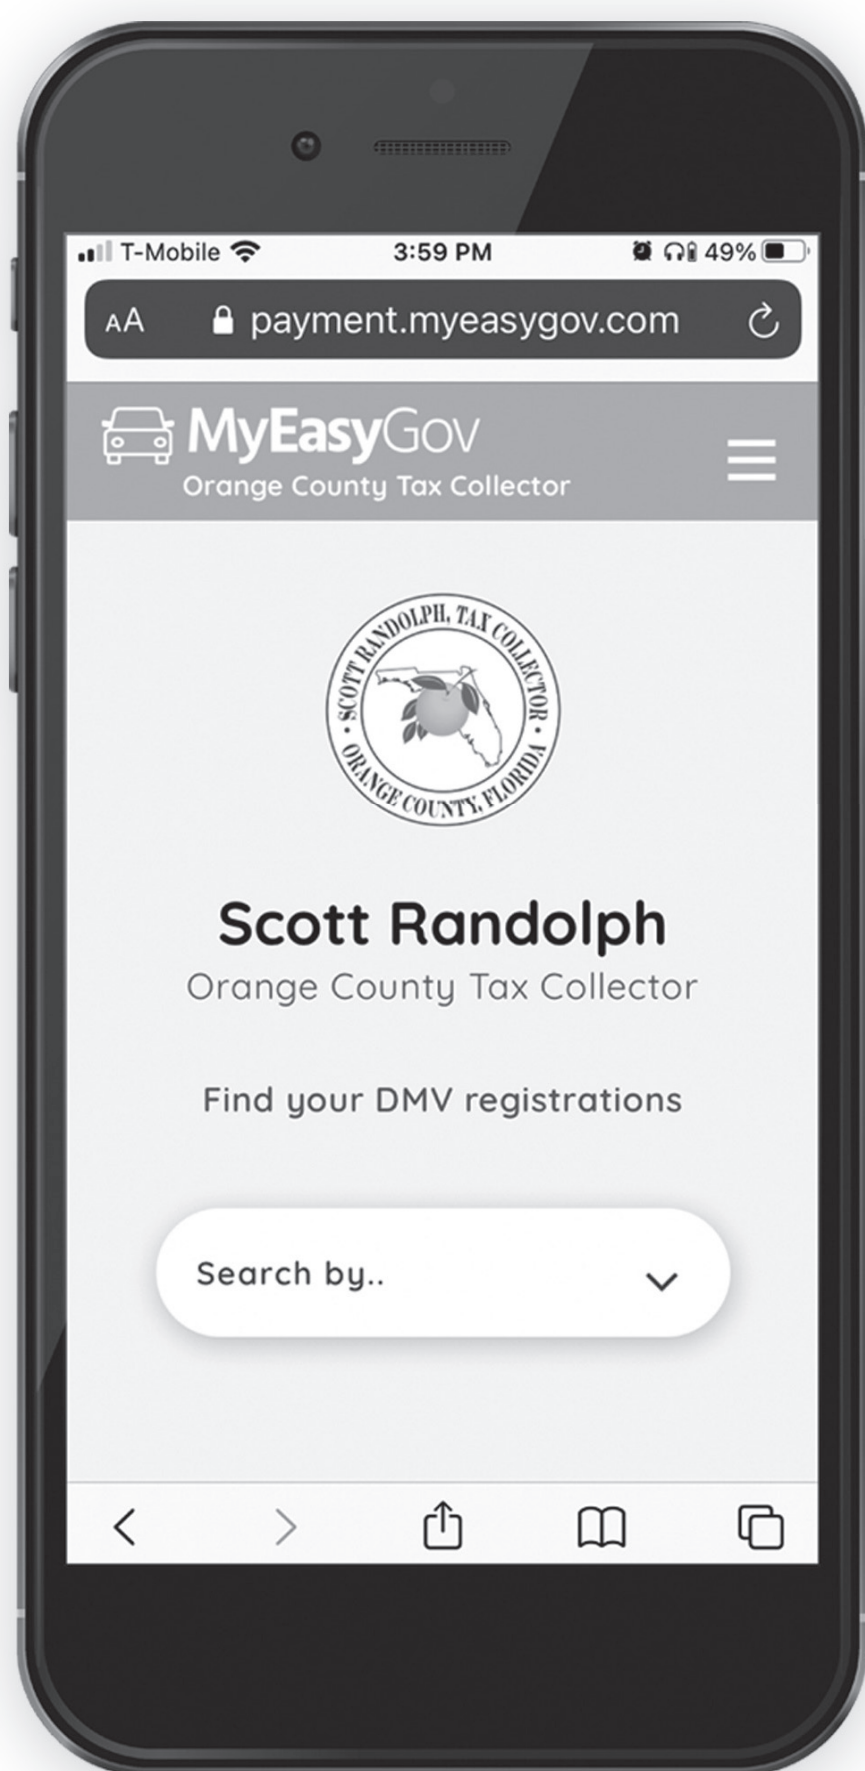 T-Mobile 3:59 PM 49%
AA payment.myeasygov.com
MyEasyGov
Orange County Tax Collector
SCOTT RANDOLPH, TAX COLLECTOR
• ORANGE COUNTY, FLORIDA •
Scott Randolph
Orange County Tax Collector
Find your DMV registrations
Search by..